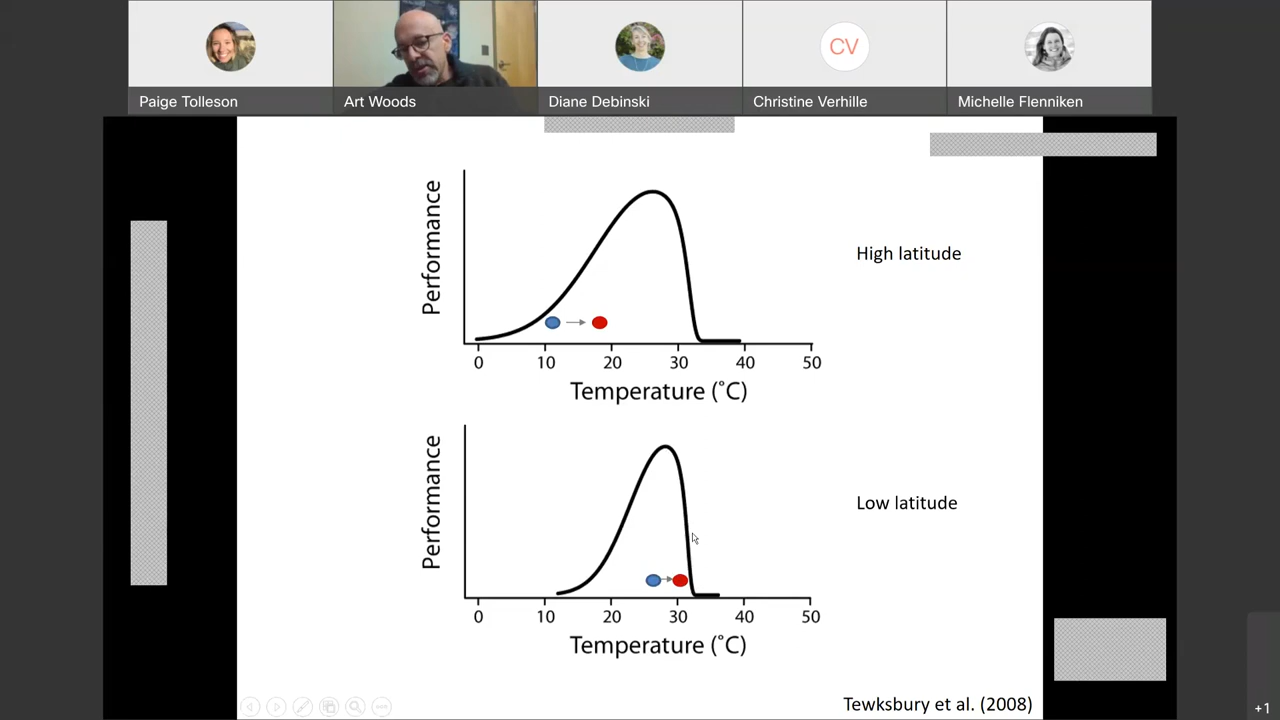 Paige Tolleson
Art Woods
Diane Debinski
CV
Christine Verhille
Michelle Flenniken
Performance
High latitude
0 10 20 30 40 50
Temperature (˚C)
Performance
Low latitude
0 10 20 30 40 50
Temperature (˚C)
Tewksbury et al. (2008)
+1